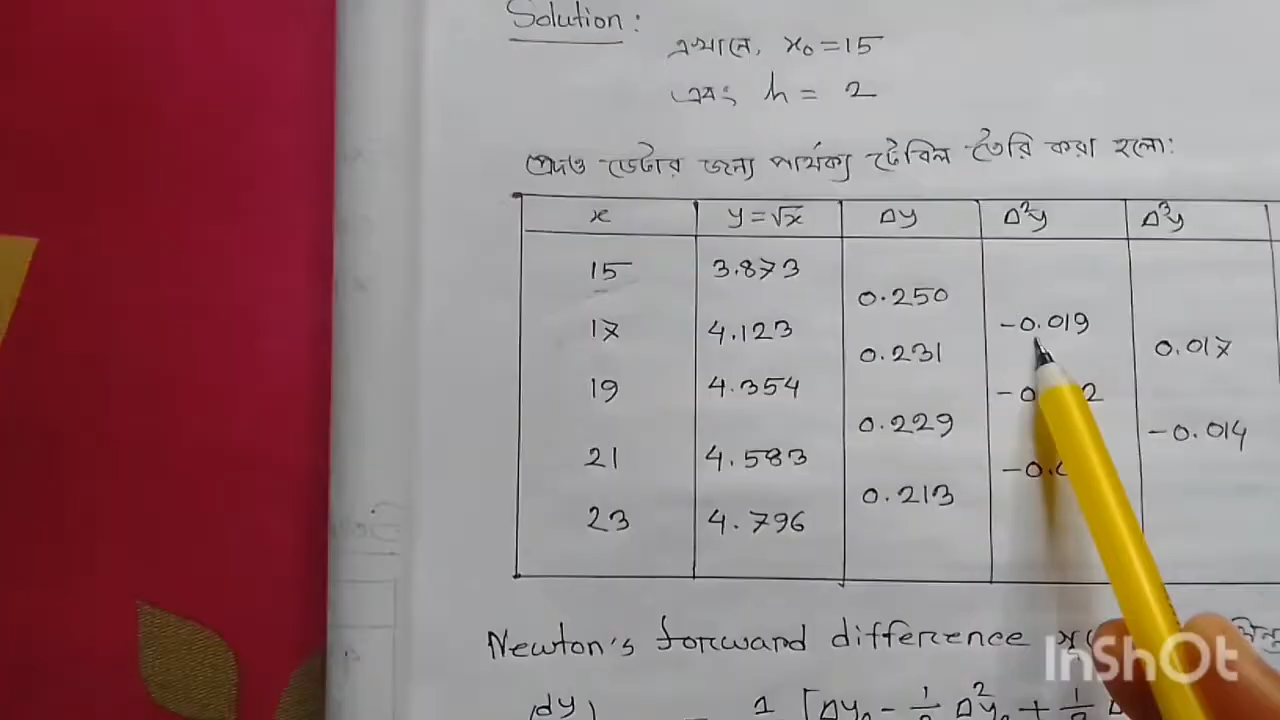 Solution:
এখানে, x₀ = 15
এবং h = 2
প্রদত্ত ডেটার জন্য পার্থক্য টেবিল তৈরি করা হলো:
x y = √x Δy Δ²y Δ³y
15 3.873
0.250
17 4.123 -0.019
0.231 0.017
19 4.354
0.229 -0.014
21 4.583
0.213
23 4.796
Newton's forward difference
InShOt